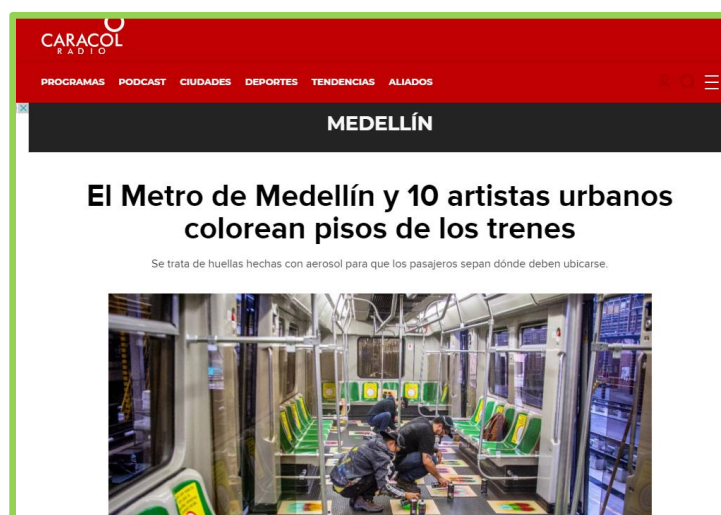 CARACOL
RADIO
PROGRAMAS PODCAST CIUDADES DEPORTES TENDENCIAS ALIADOS
MEDELLÍN
El Metro de Medellín y 10 artistas urbanos
colorean pisos de los trenes
Se trata de huellas hechas con aerosol para que los pasajeros sepan dónde deben ubicarse.